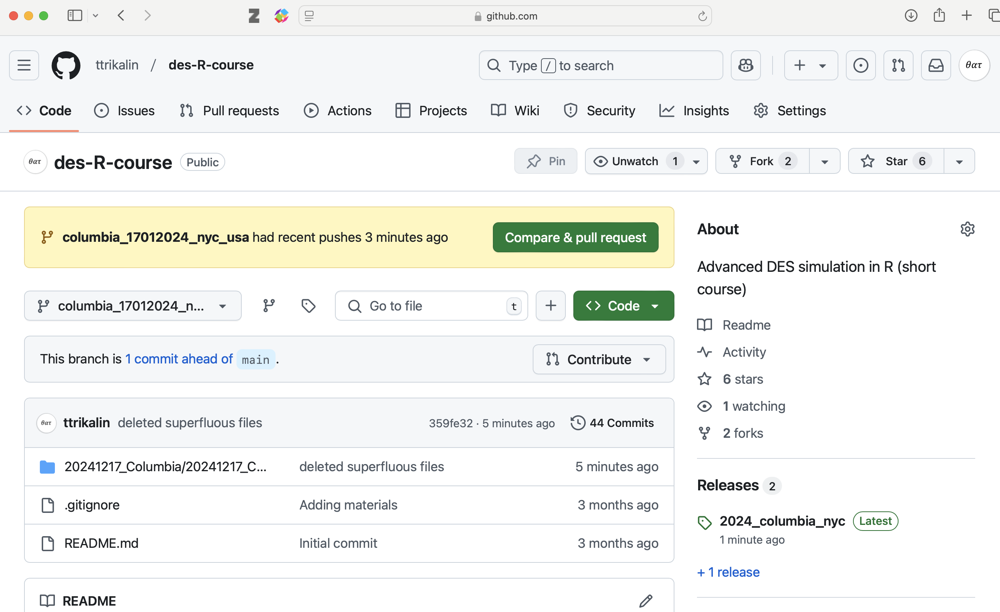 github.com
ttrikalin / des-R-course
Type / to search
θατ
Code Issues Pull requests Actions Projects Wiki Security Insights Settings
θατ des-R-course Public
Pin Unwatch 1 Fork 2 Star 6
columbia_17012024_nyc_usa had recent pushes 3 minutes ago
Compare & pull request
columbia_17012024_n...
Go to file t
Code
This branch is 1 commit ahead of main .
Contribute
θατ ttrikalin deleted superfluous files 359fe32 · 5 minutes ago 44 Commits
20241217_Columbia/20241217_C... deleted superfluous files 5 minutes ago
.gitignore Adding materials 3 months ago
README.md Initial commit 3 months ago
README
About
Advanced DES simulation in R (short
course)
Readme
Activity
6 stars
1 watching
2 forks
Releases 2
2024_columbia_nyc Latest
1 minute ago
+ 1 release